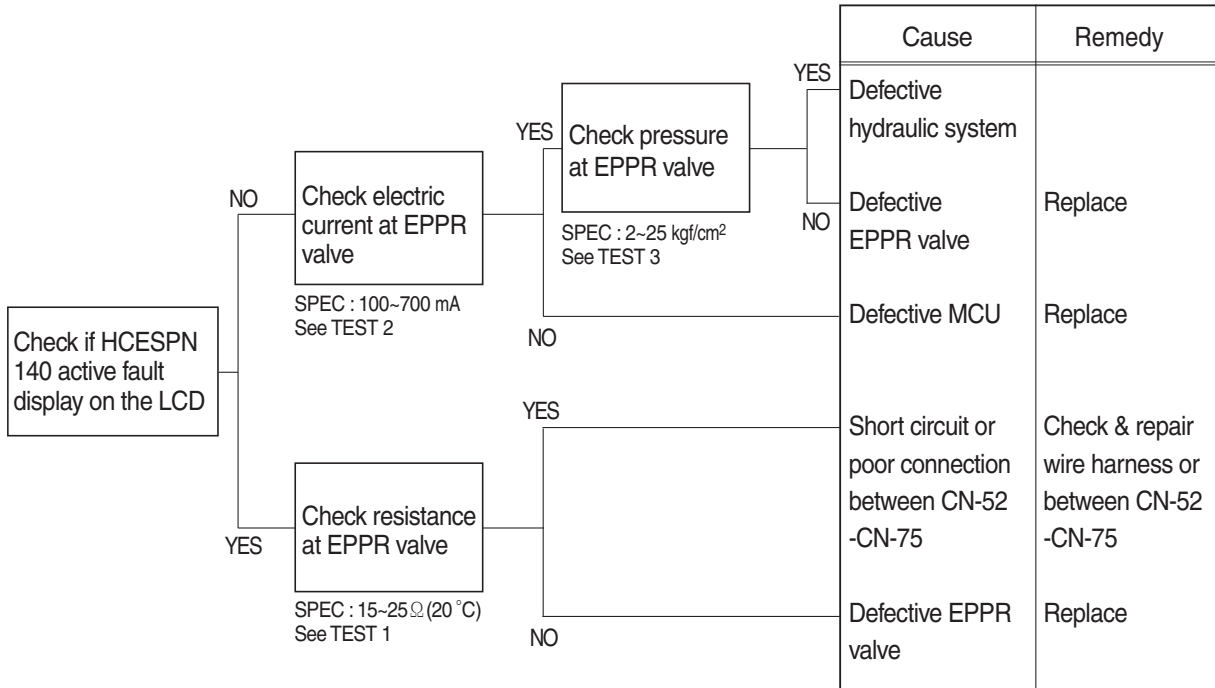 Cause
Remedy
YES
Defective
hydraulic system
YES
Check pressure
at EPPR valve
NO
Check electric
current at EPPR
valve
SPEC : 2~25 kgf/cm²
See TEST 3
NO
Defective
EPPR valve
Replace
SPEC : 100~700 mA
See TEST 2
NO
Defective MCU
Replace
Check if HCESPN
140 active fault
display on the LCD
YES
Short circuit or
poor connection
between CN-52
-CN-75
Check & repair
wire harness or
between CN-52
-CN-75
YES
Check resistance
at EPPR valve
SPEC : 15~25Ω(20 °C)
See TEST 1
NO
Defective EPPR
valve
Replace